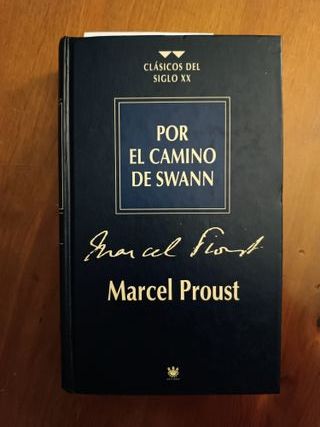 CLÁSICOS DEL
SIGLO XX
POR
EL CAMINO
DE SWANN
Marcel Proust
Marcel Proust